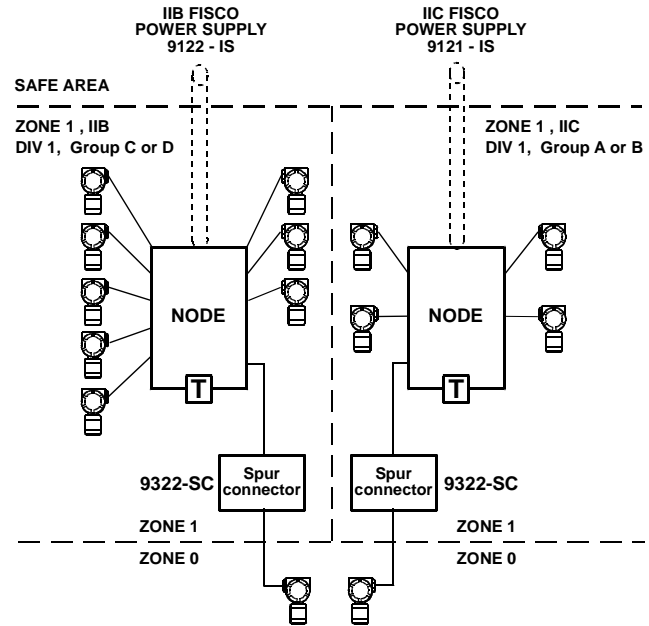 IIB FISCO
POWER SUPPLY
9122 - IS
IIC FISCO
POWER SUPPLY
9121 - IS
SAFE AREA
ZONE 1 , IIB
DIV 1, Group C or D
ZONE 1 , IIC
DIV 1, Group A or B
NODE
T
NODE
T
9322-SC
Spur
connector
Spur
connector
9322-SC
ZONE 1
ZONE 1
ZONE 0
ZONE 0